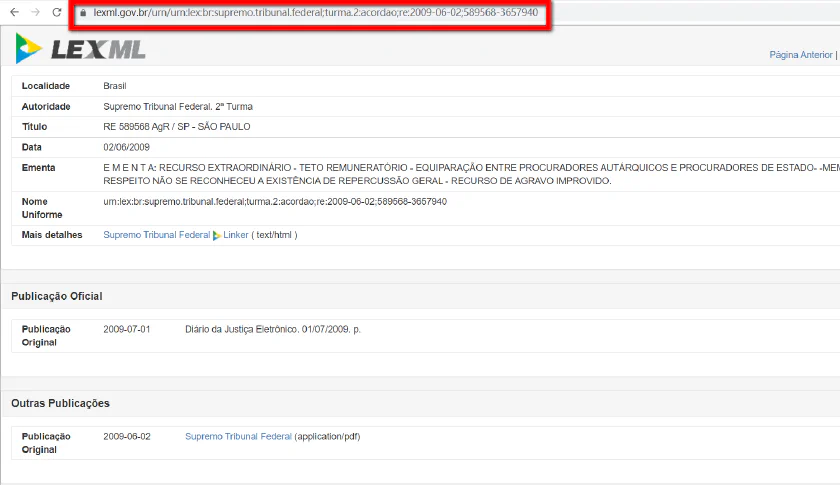 lexml.gov.br/urn/urn:lex:br:supremo.tribunal.federal;turma.2:acordao;re:2009-06-02;589568-3657940
LEXML
Página Anterior |
Localidade Brasil
Autoridade Supremo Tribunal Federal. 2ª Turma
Título RE 589568 AgR / SP - SÃO PAULO
Data 02/06/2009
Ementa E M E N T A: RECURSO EXTRAORDINÁRIO - TETO REMUNERATÓRIO - EQUIPARAÇÃO ENTRE PROCURADORES AUTÁRQUICOS E PROCURADORES DE ESTADO-
RESPEITO NÃO SE RECONHECEU A EXISTÊNCIA DE REPERCUSSÃO GERAL - RECURSO DE AGRAVO IMPROVIDO.
Nome Uniforme urn:lex:br:supremo.tribunal.federal;turma.2:acordao;re:2009-06-02;589568-3657940
Mais detalhes Supremo Tribunal Federal Linker ( text/html )
Publicação Oficial
Publicação Original 2009-07-01 Diário da Justiça Eletrônico. 01/07/2009. p.
Outras Publicações
Publicação Original 2009-06-02 Supremo Tribunal Federal (application/pdf)